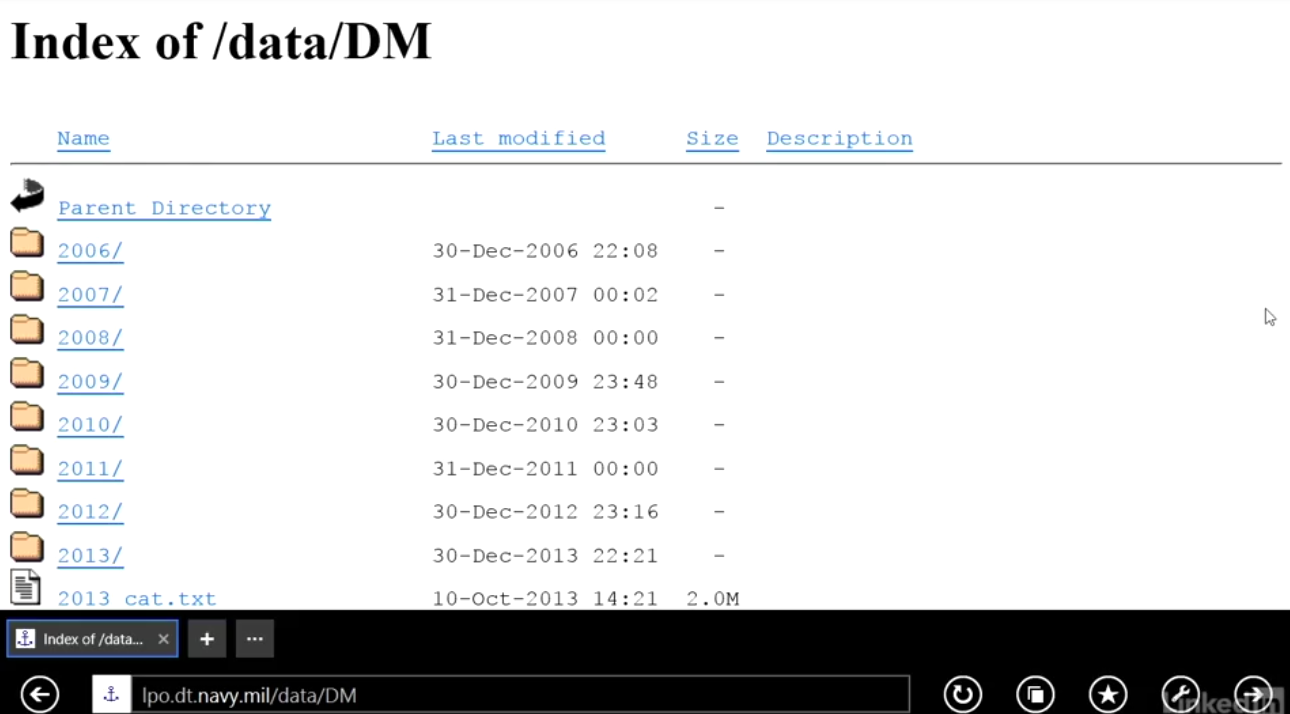 Index of /data/DM
Name Last modified Size Description
Parent Directory -
2006/ 30-Dec-2006 22:08 -
2007/ 31-Dec-2007 00:02 -
2008/ 31-Dec-2008 00:00 -
2009/ 30-Dec-2009 23:48 -
2010/ 30-Dec-2010 23:03 -
2011/ 31-Dec-2011 00:00 -
2012/ 30-Dec-2012 23:16 -
2013/ 30-Dec-2013 22:21 -
2013 cat.txt 10-Oct-2013 14:21 2.0M
Index of /data...
lpo.dt.navy.mil/data/DM
LinkedIn